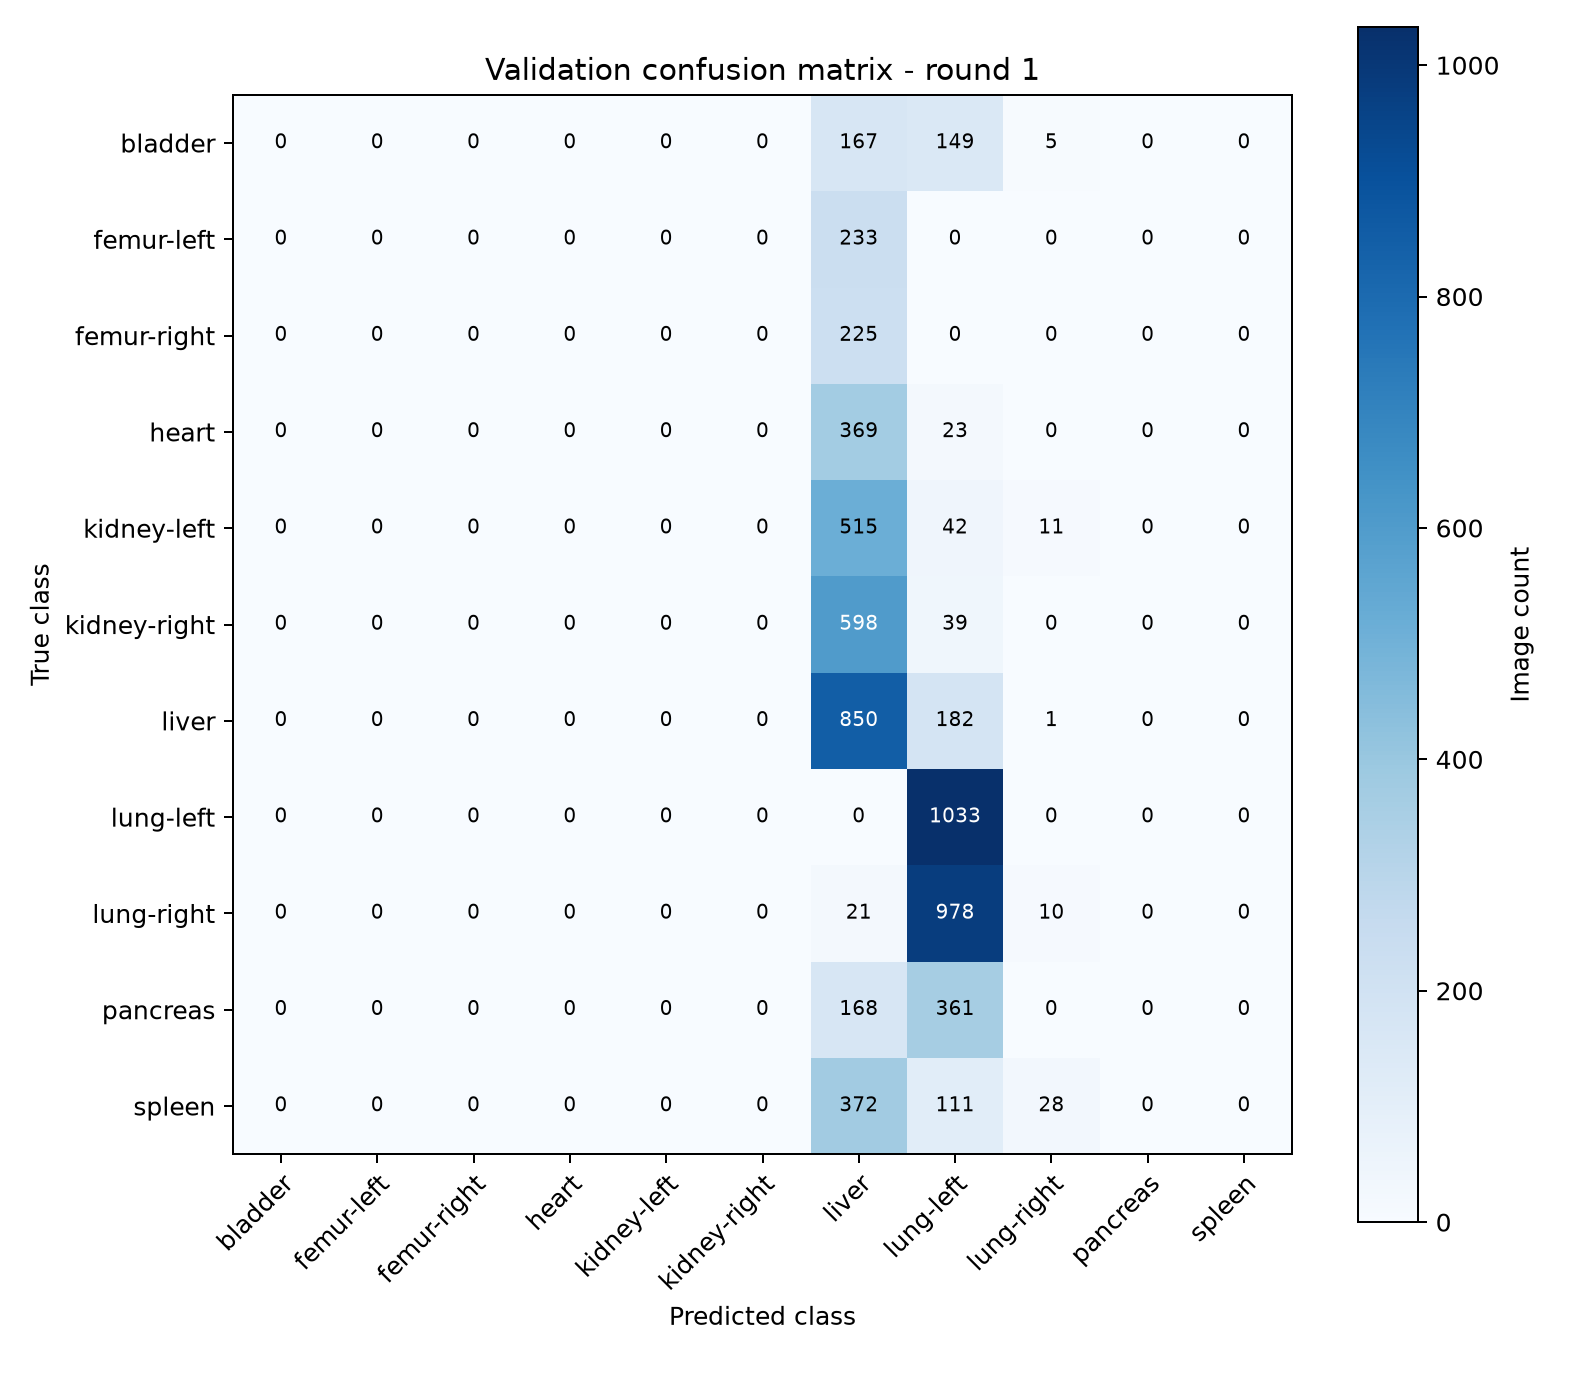 Validation confusion matrix - round 1
bladder 0 0 0 0 0 0 167 149 5 0 0
femur-left 0 0 0 0 0 0 233 0 0 0 0
femur-right 0 0 0 0 0 0 225 0 0 0 0
heart 0 0 0 0 0 0 369 23 0 0 0
kidney-left 0 0 0 0 0 0 515 42 11 0 0
kidney-right 0 0 0 0 0 0 598 39 0 0 0
liver 0 0 0 0 0 0 850 182 1 0 0
lung-left 0 0 0 0 0 0 0 1033 0 0 0
lung-right 0 0 0 0 0 0 21 978 10 0 0
pancreas 0 0 0 0 0 0 168 361 0 0 0
spleen 0 0 0 0 0 0 372 111 28 0 0
True class
bladder femur-left femur-right heart kidney-left kidney-right liver lung-left lung-right pancreas spleen
Predicted class
1000
800
600
400
200
0
Image count